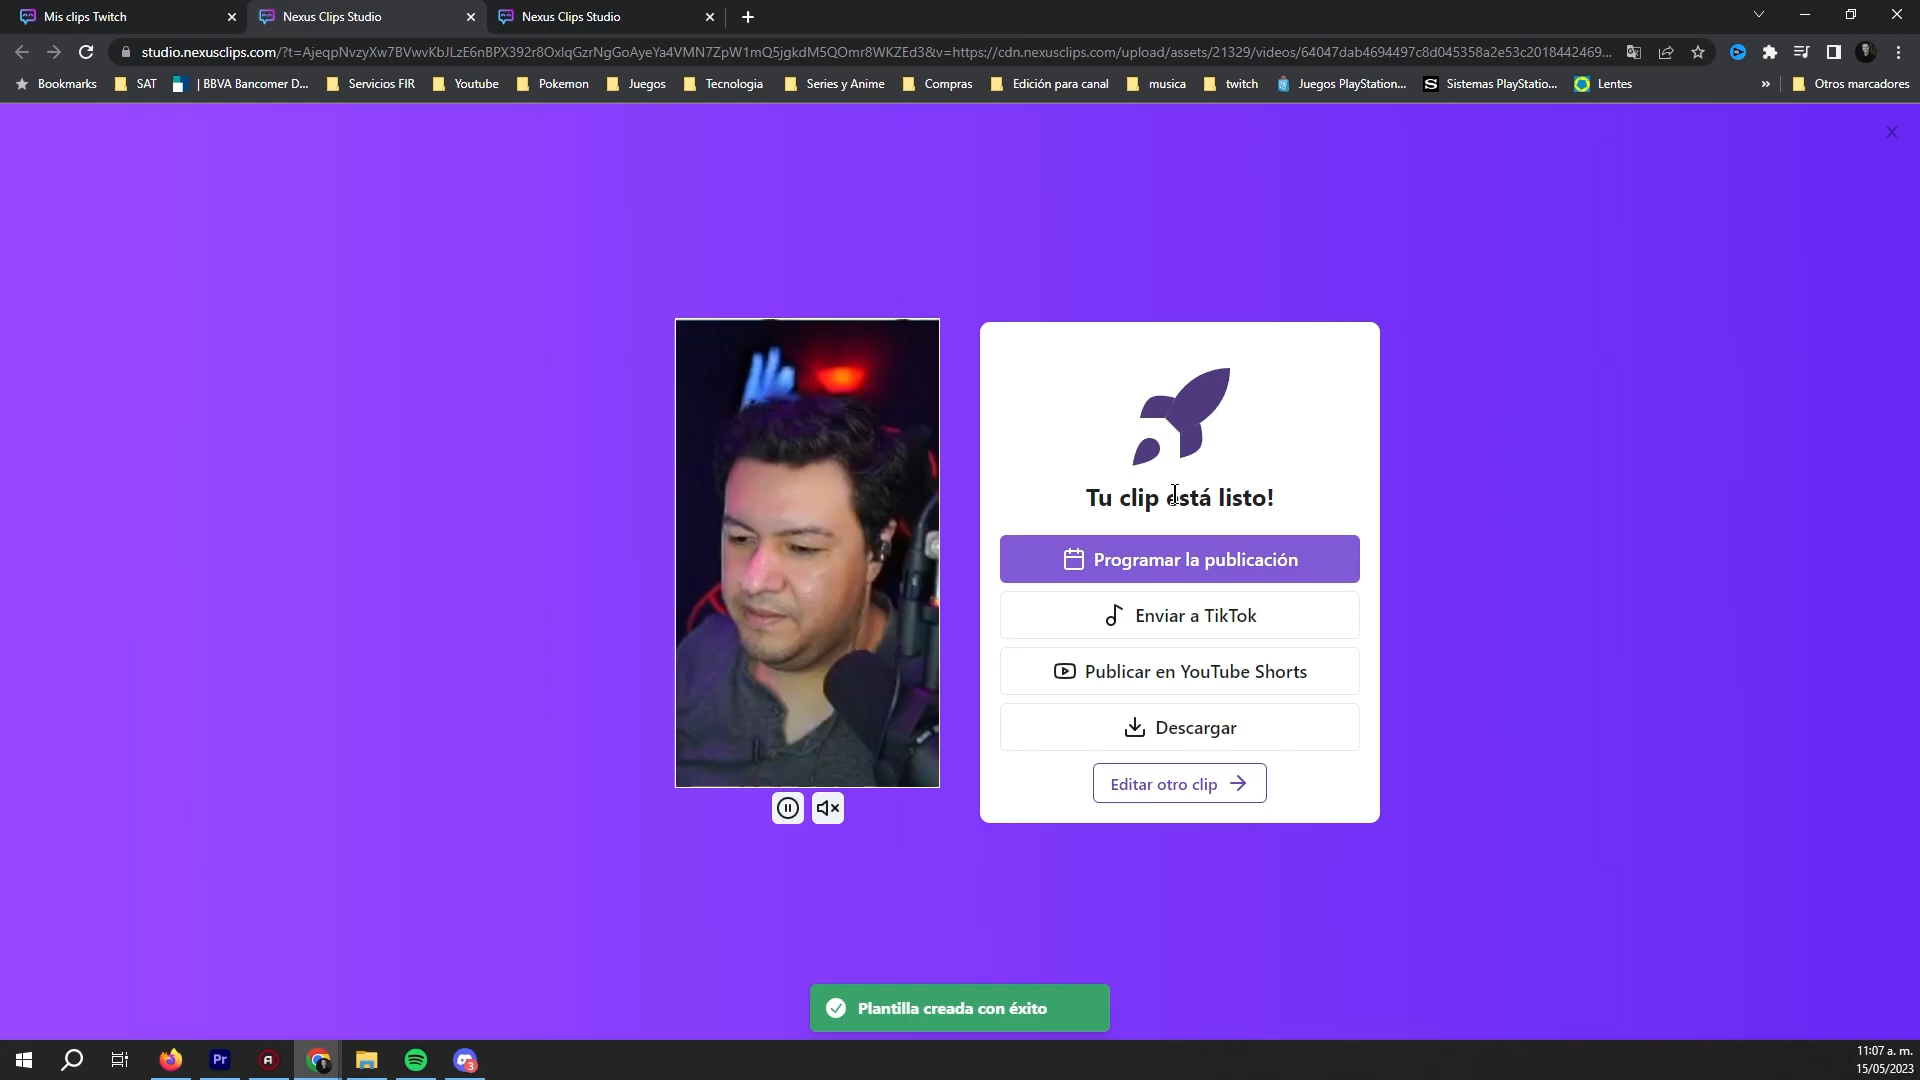 Mis clips Twitch
Nexus Clips Studio
Nexus Clips Studio
studio.nexusclips.com/?t=AjeqpNvzyXw7BVwvKbJLzE6nBPX392r8OxlqGzrNgGoAyeYa4VMN7ZpW1mQ5jgkdM5QOmr8WKZEd3&v=https://cdn.nexusclips.com/upload/assets/21329/videos/64047dab4694497c8d045358a2e53c2018442469...
Bookmarks
SAT
| BBVA Bancomer D...
Servicios FIR
Youtube
Pokemon
Juegos
Tecnologia
Series y Anime
Compras
Edición para canal
musica
twitch
Juegos PlayStation...
Sistemas PlayStatio...
Lentes
»
Otros marcadores
Tu clip está listo!
Programar la publicación
Enviar a TikTok
Publicar en YouTube Shorts
Descargar
Editar otro clip
Plantilla creada con éxito
Pr
3
11:07 a. m.
15/05/2023